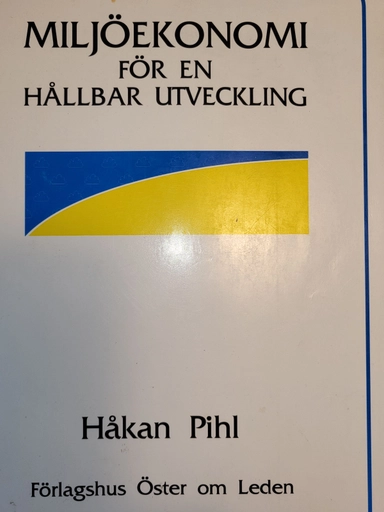 MILJÖEKONOMI
FÖR EN
HÅLLBAR UTVECKLING
Håkan Pihl
Förlagshus Öster om Leden